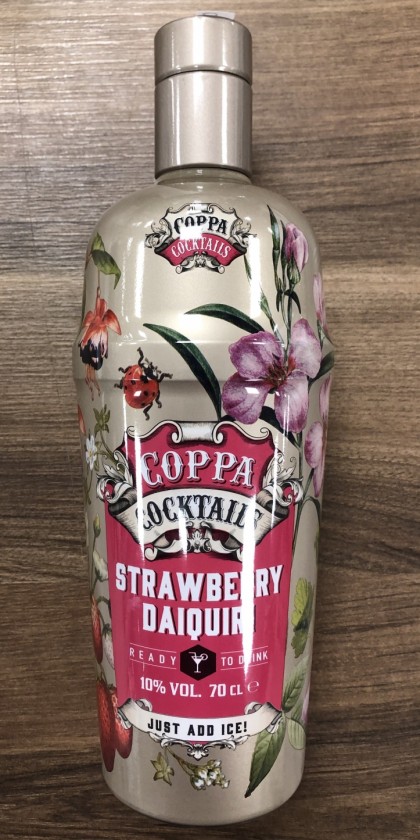 COPPA
COCKTAILS
COPPA
COCKTAILS
STRAWBERRY
DAIQUIRI
READY TO DRINK
10% VOL. 70 CL e
JUST ADD ICE!